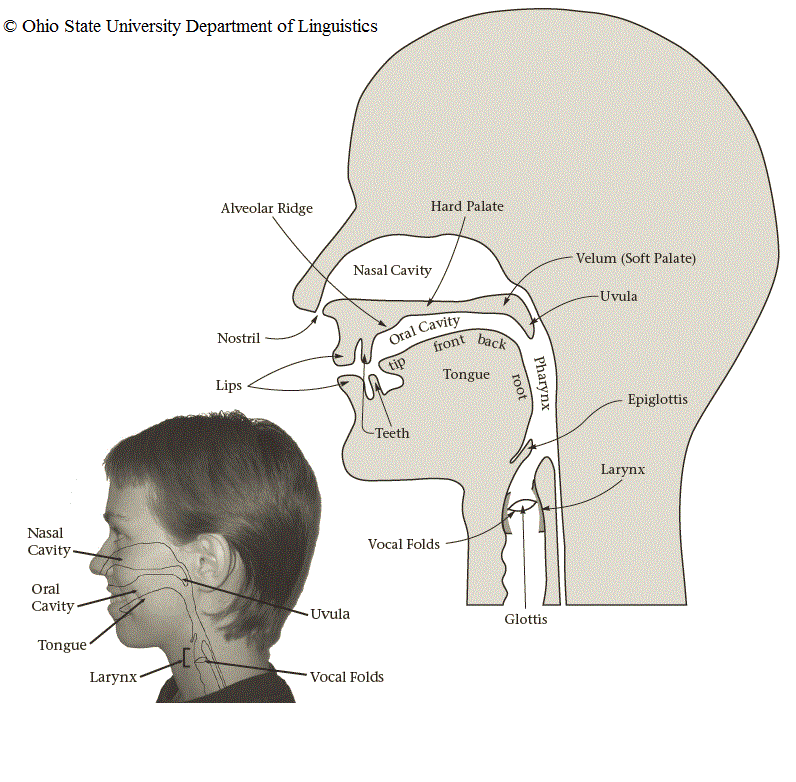 © Ohio State University Department of Linguistics
Alveolar Ridge
Hard Palate
Nasal Cavity
Velum (Soft Palate)
Uvula
Nostril
Oral Cavity
tip
front
back
Lips
Tongue
root
Pharynx
Epiglottis
Teeth
Larynx
Vocal Folds
Glottis
Nasal
Cavity
Oral
Cavity
Uvula
Tongue
Larynx
Vocal Folds